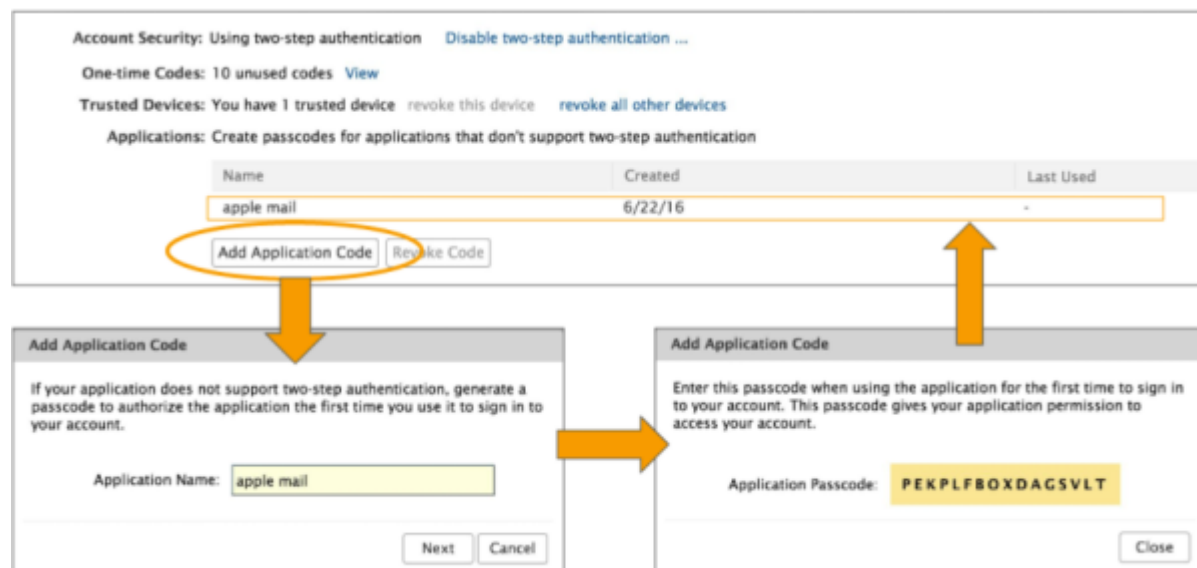 Account Security: Using two-step authentication Disable two-step authentication ...
One-time Codes: 10 unused codes View
Trusted Devices: You have 1 trusted device revoke this device revoke all other devices
Applications: Create passcodes for applications that don't support two-step authentication
Name Created Last Used
apple mail 6/22/16 -
Add Application Code Revoke Code
Add Application Code
If your application does not support two-step authentication, generate a
passcode to authorize the application the first time you use it to sign in to
your account.
Application Name: apple mail
Next Cancel
Add Application Code
Enter this passcode when using the application for the first time to sign in
to your account. This passcode gives your application permission to
access your account.
Application Passcode: PEKPLFBOXDAGSVLT
Close